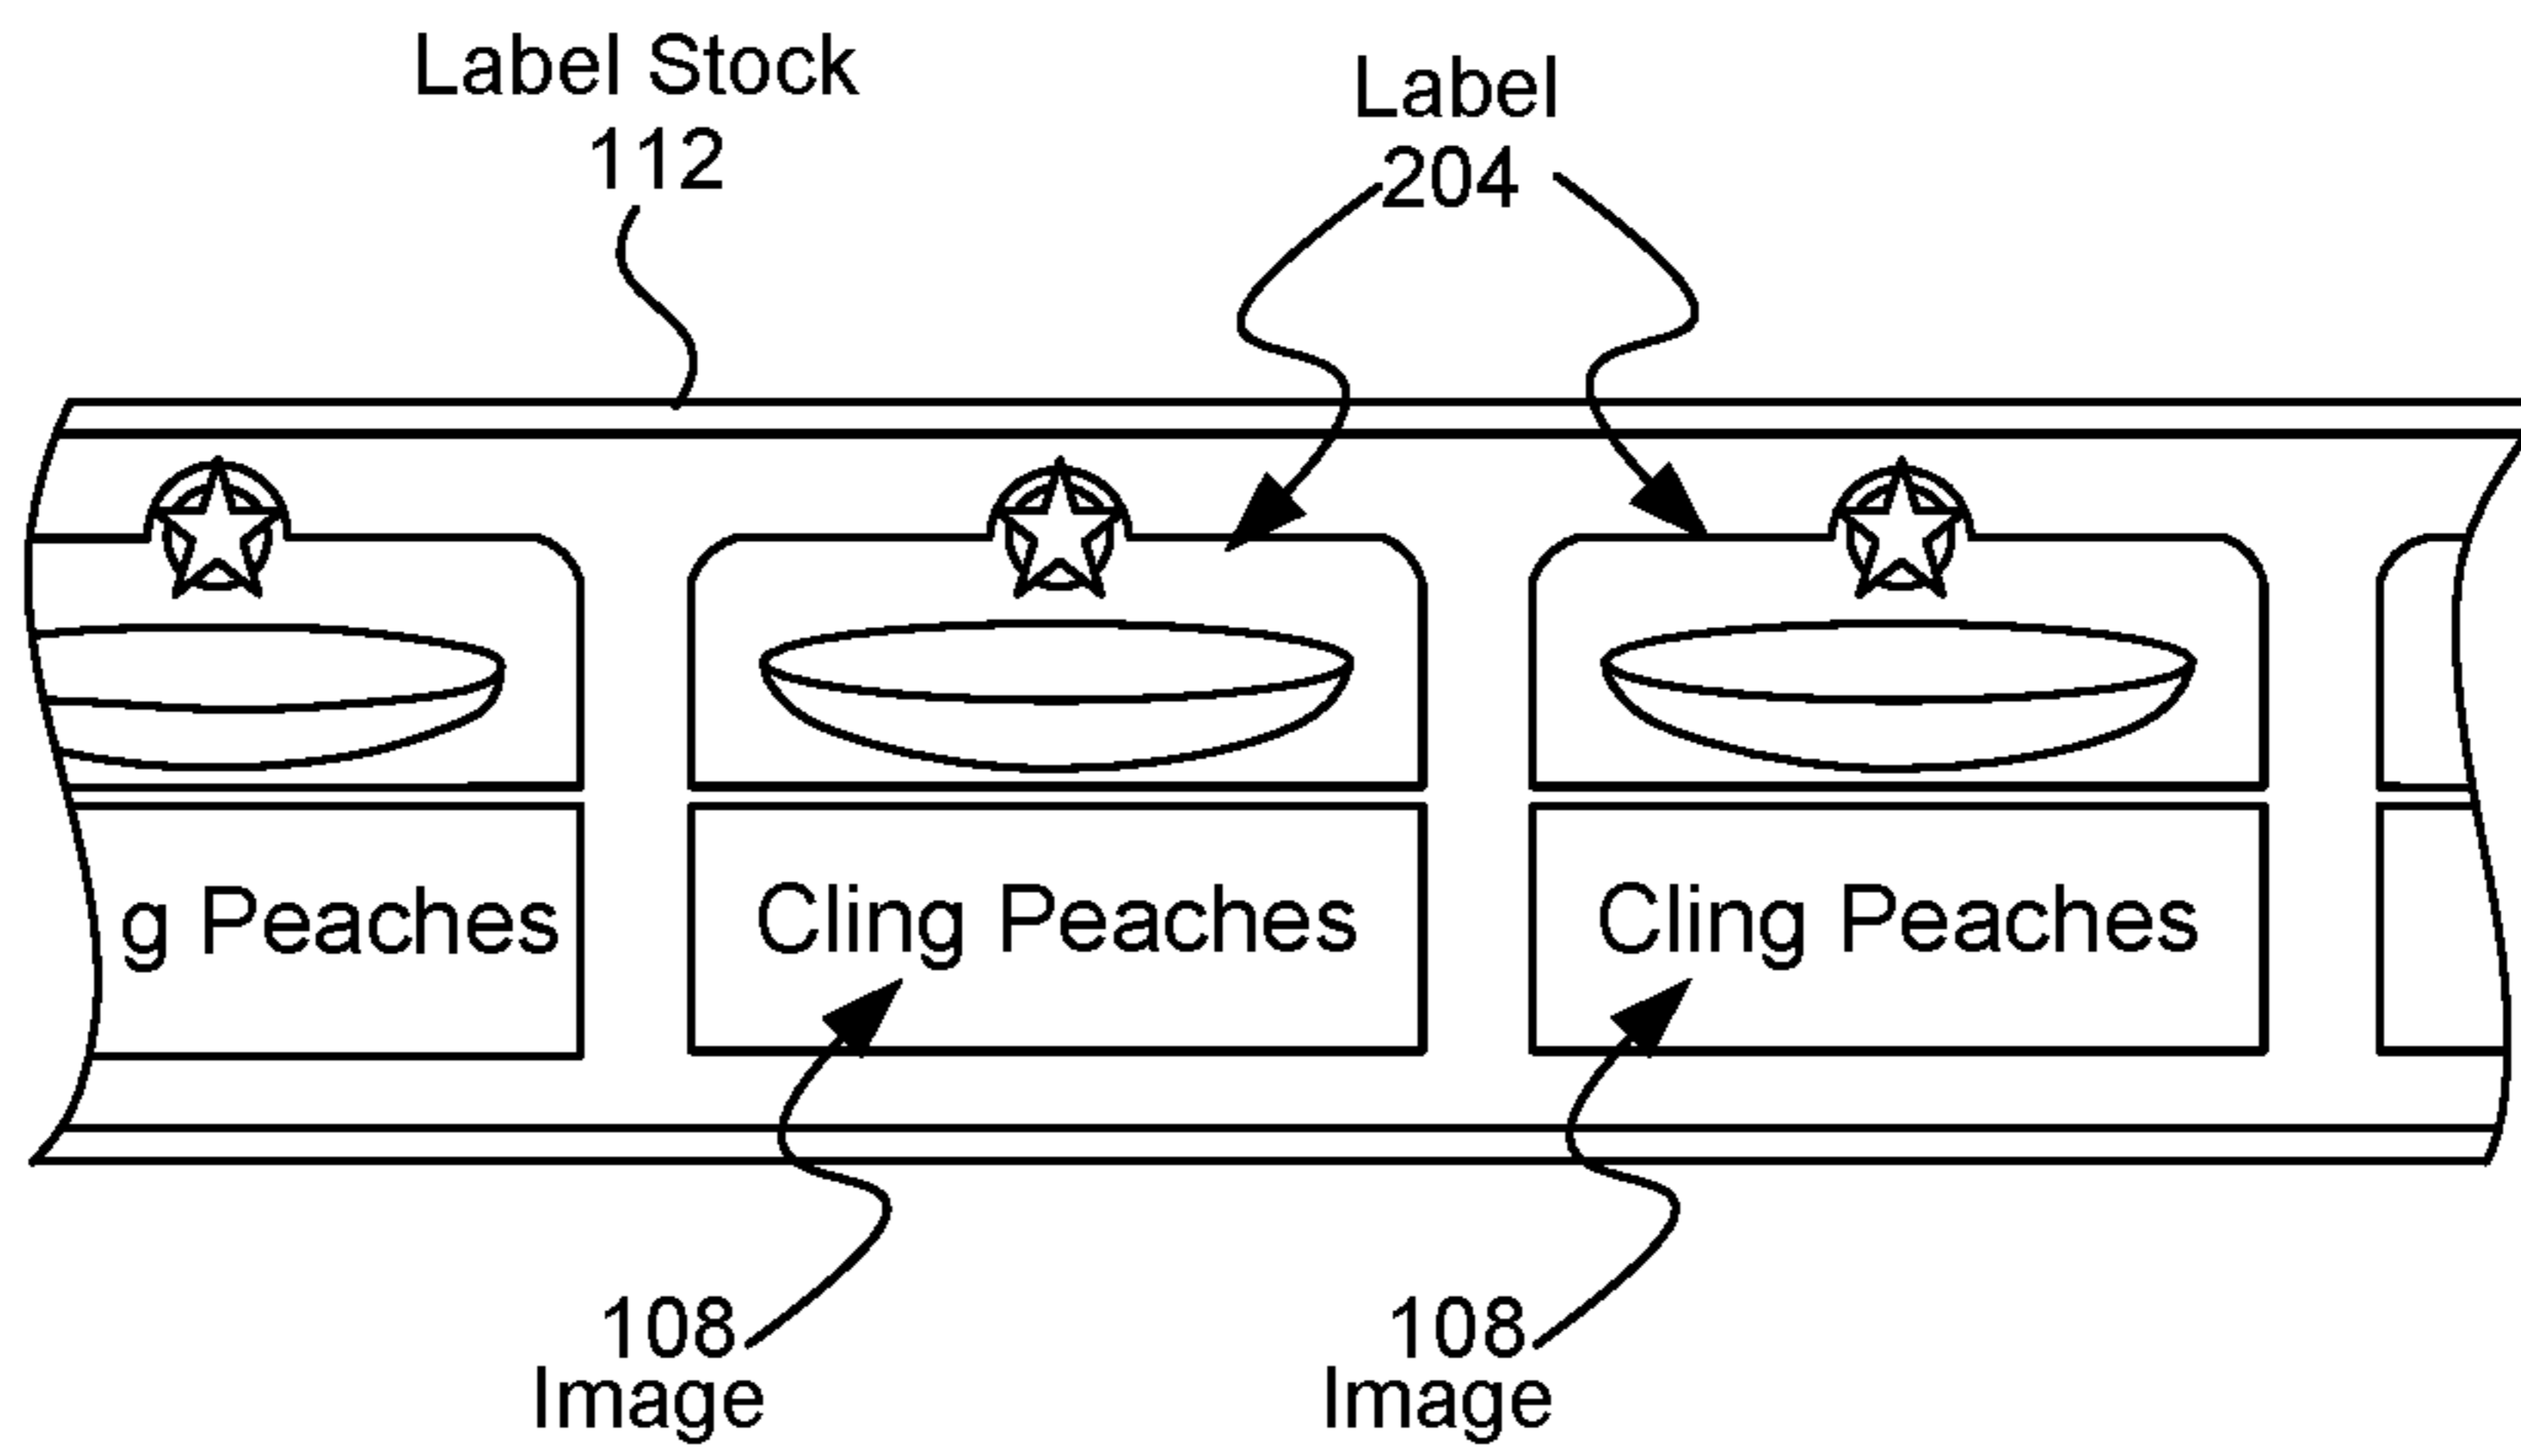 Label Stock
112
Label
204
g Peaches
Cling Peaches
Cling Peaches
108
Image
108
Image